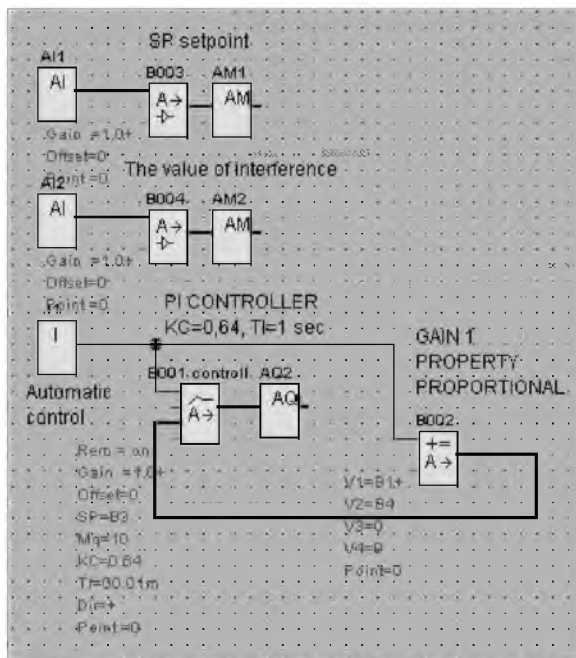 SP setpoint
AI1
B003 AM1
AI A→ AM
Gain =1.0+
Offset=0
Point=0
The value of interference
AI2
B004 AM2
AI A→ AM
Gain =1.0+
Offset=0
Point=0
PI CONTROLLER
KC=0,64, TI=1 sec
I1
I
GAIN 1.
PROPERTY
PROPORTIONAL.
Automatic
control
B001 controll AQ2
A→ AQ
B002
+=
A→
Rem = on
Gain =1.0+
Offset=0
SP=B3
Mq=10
KC=0.64
TI=00.01m
Dir=+
Point=0
V1=B1+
V2=B4
V3=0
V4=0
Point=0